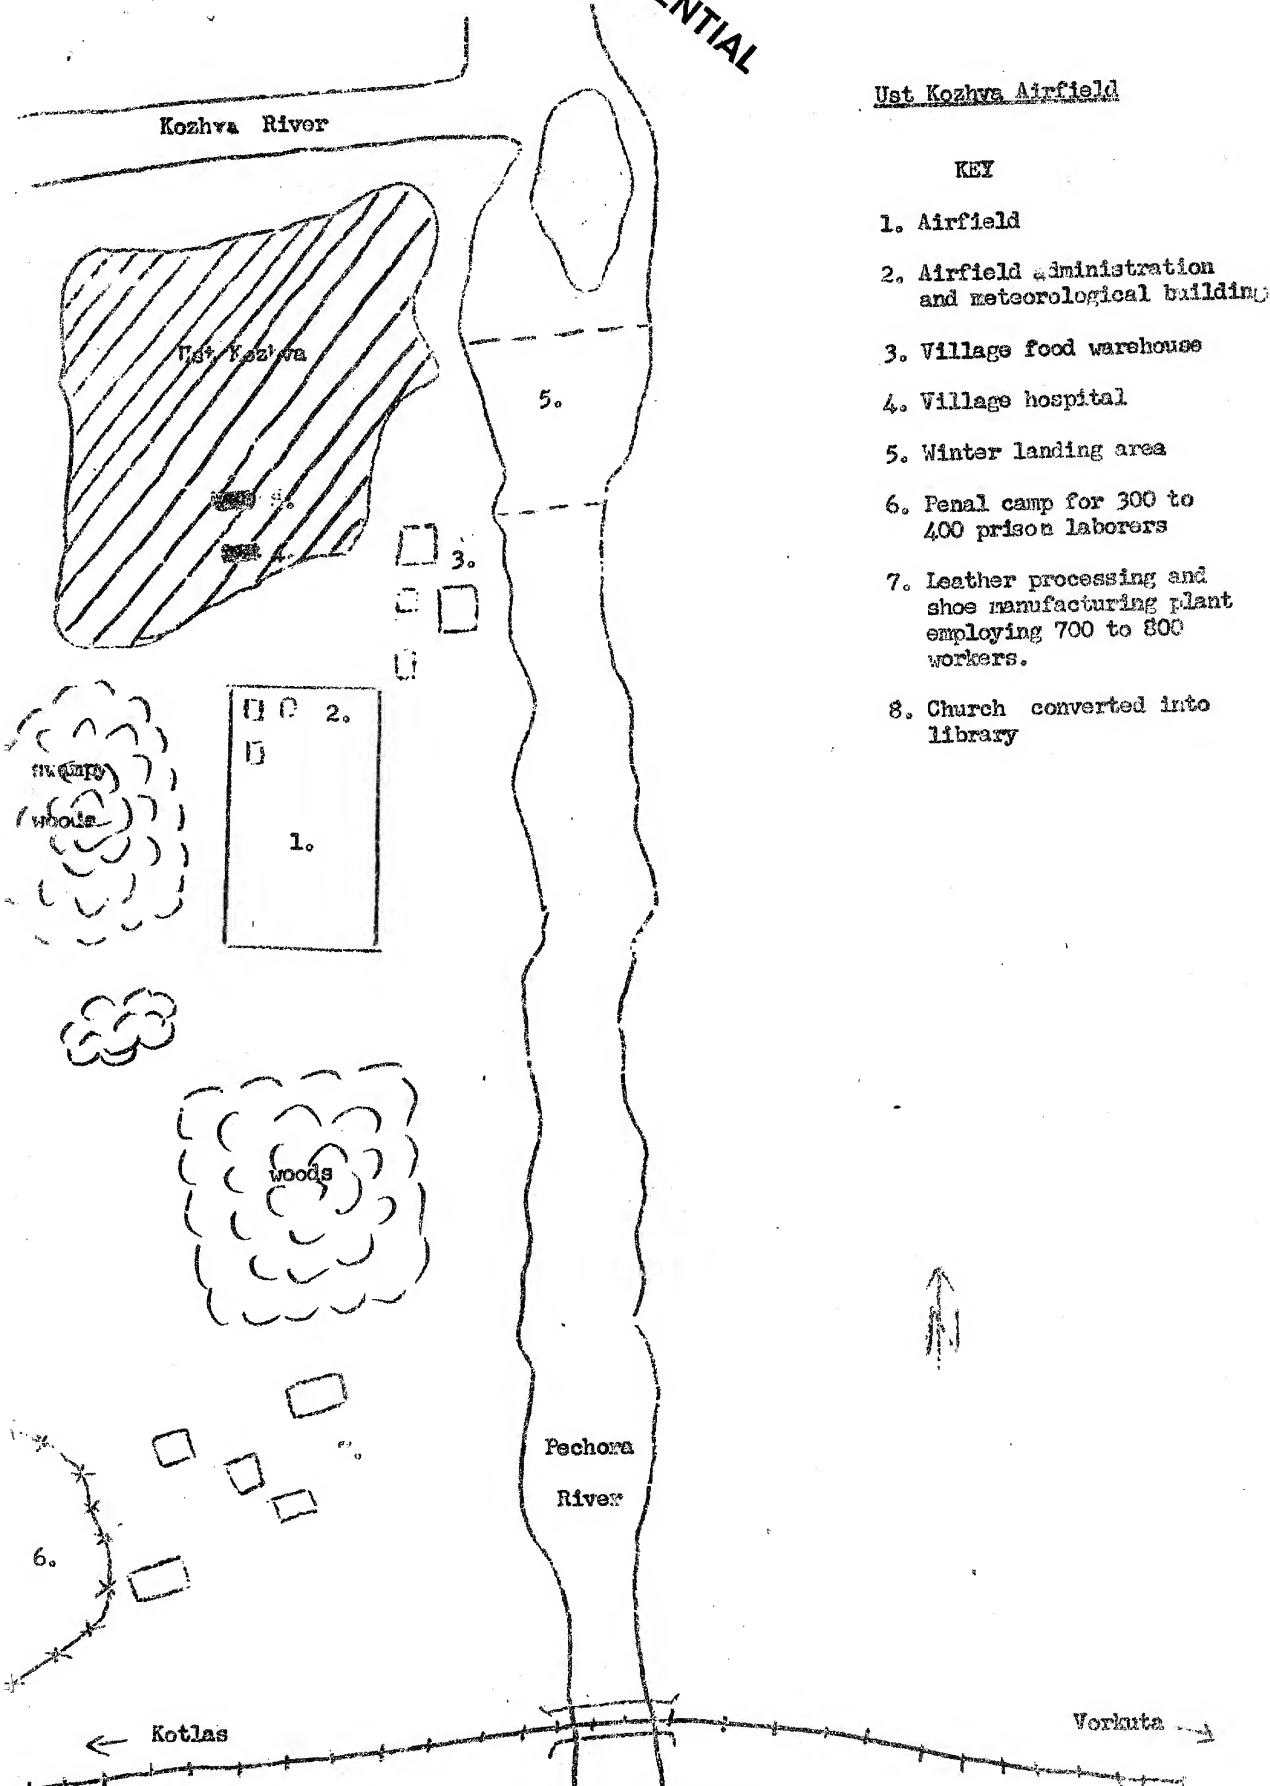 ENTIAL
Ust Kozhva Airfield
KEY
1. Airfield
2. Airfield administration
and meteorological building
3. Village food warehouse
4. Village hospital
5. Winter landing area
6. Penal camp for 300 to
400 prison laborers
7. Leather processing and
shoe manufacturing plant
employing 700 to 800
workers.
8. Church converted into
library
Kozhva River
Ust Kozhva
5.
3.
2.
swampy
woods
1.
woods
N
Pechora
River
6.
Kotlas
Vorkuta